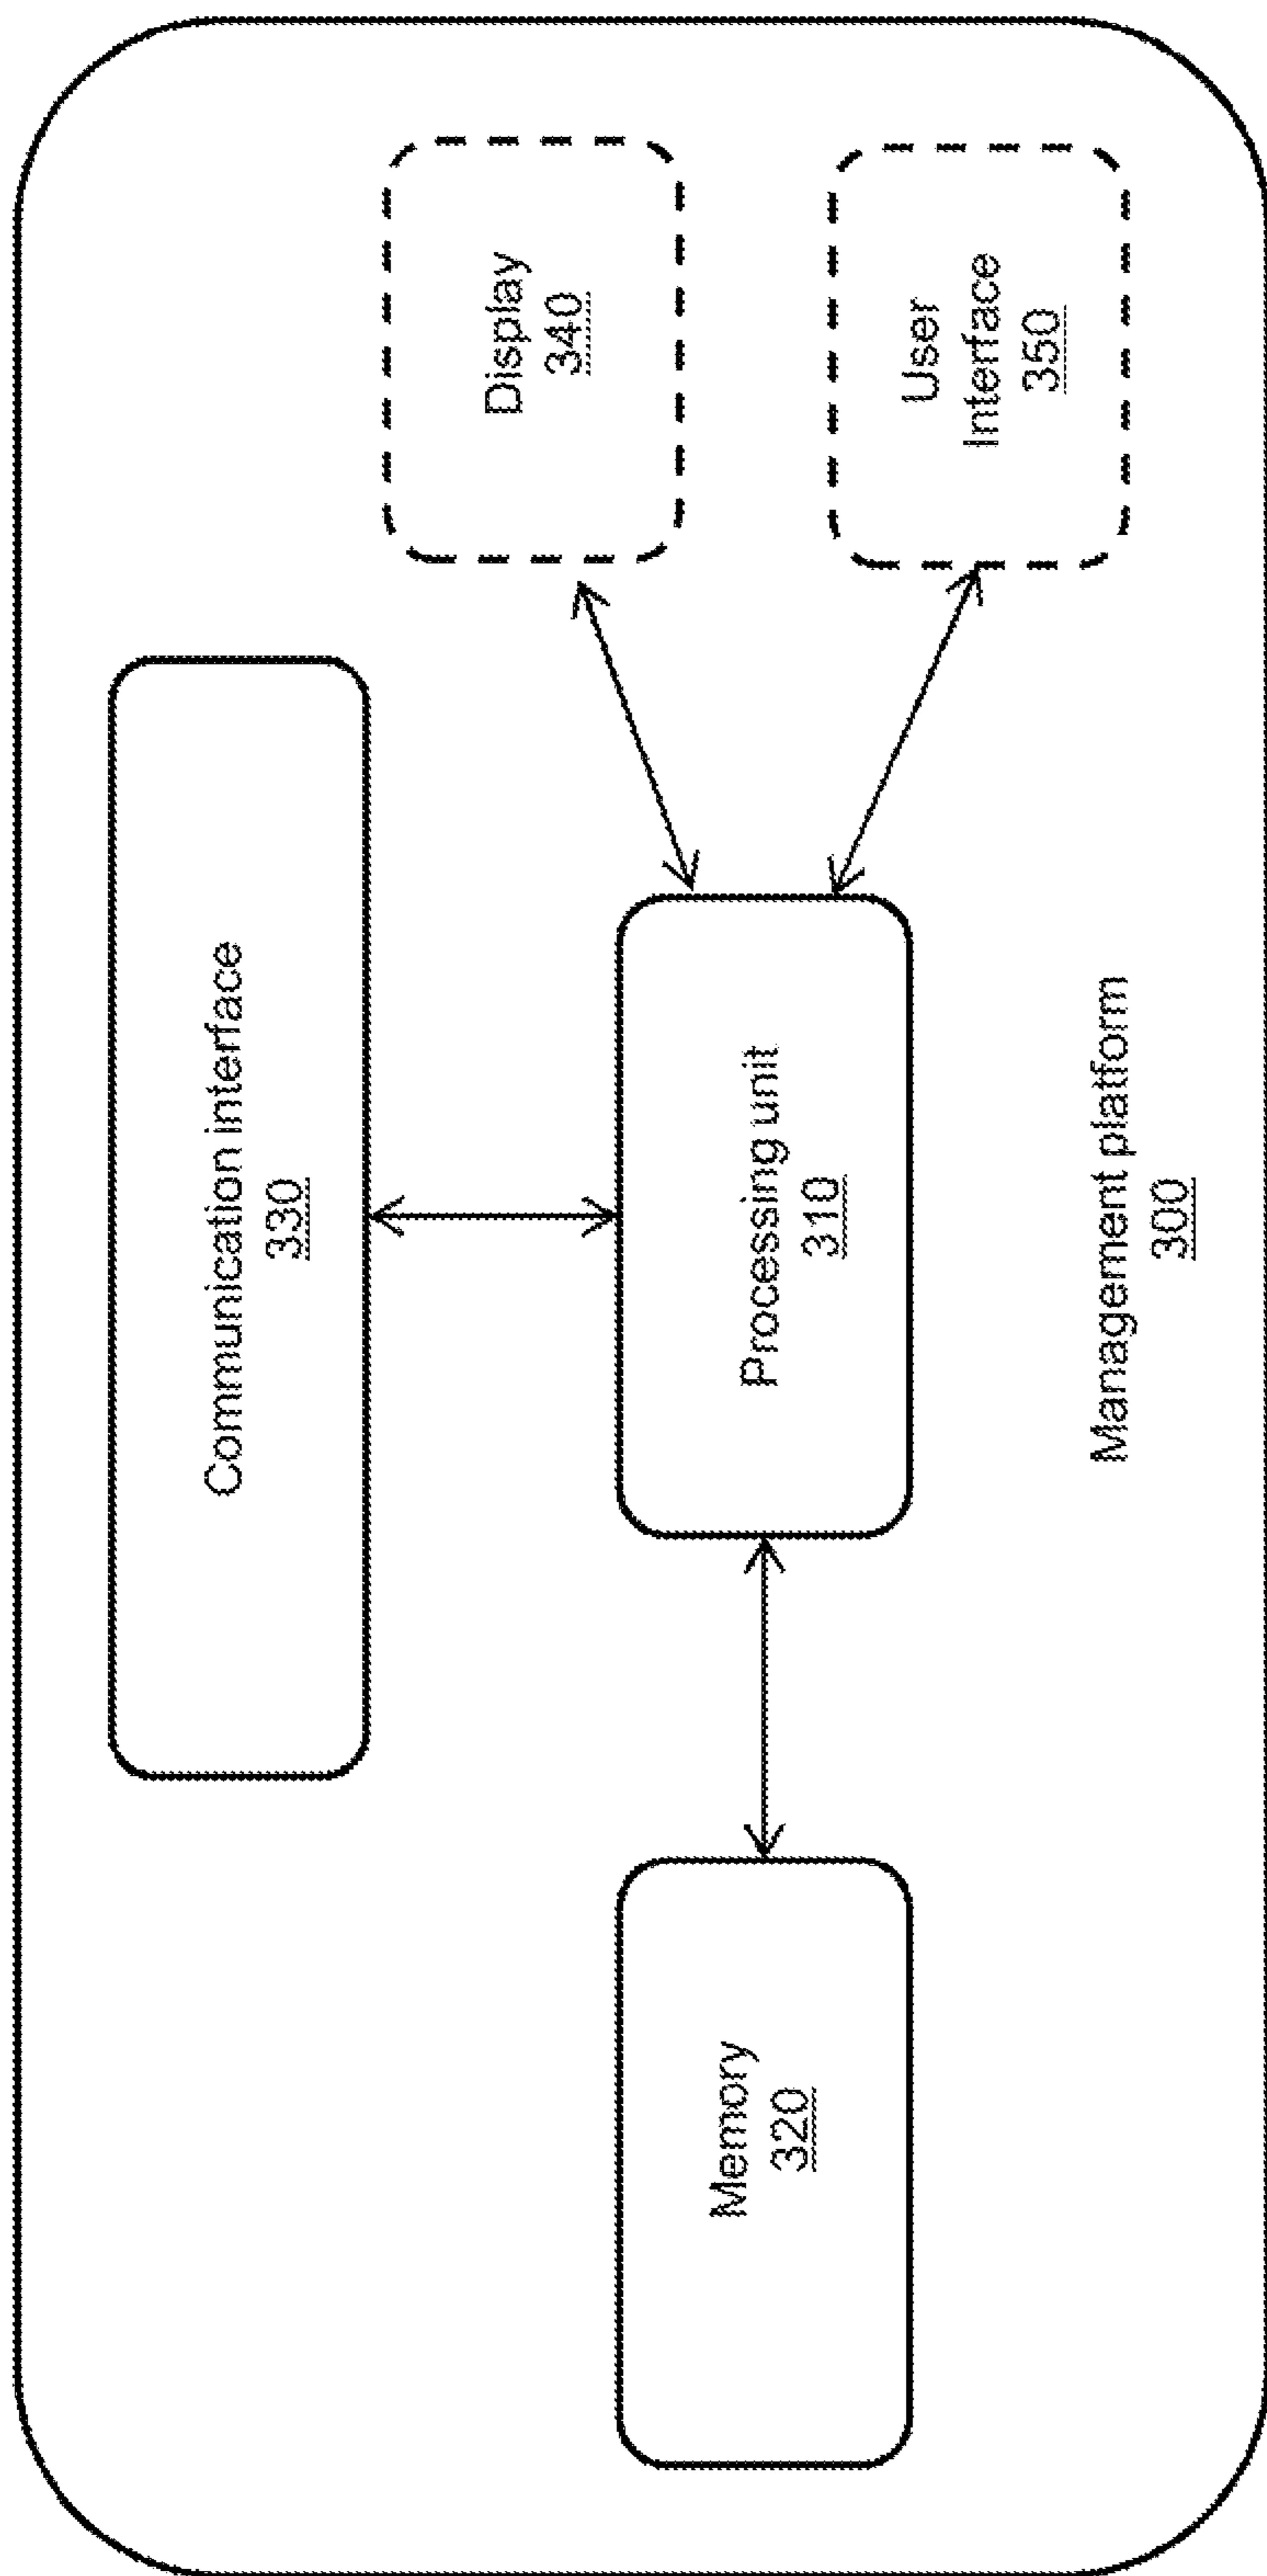 Communication interface
330
Display
340
Memory
320
Processing unit
310
User
Interface
350
Management platform
300